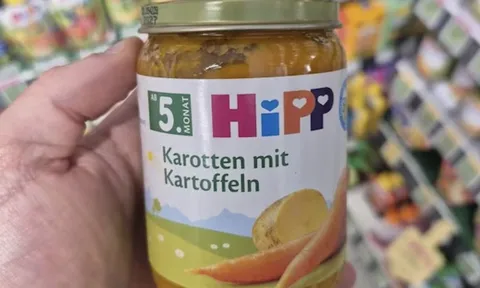 AB
5.
MONAT
HiPP
Karotten mit
Kartoffeln